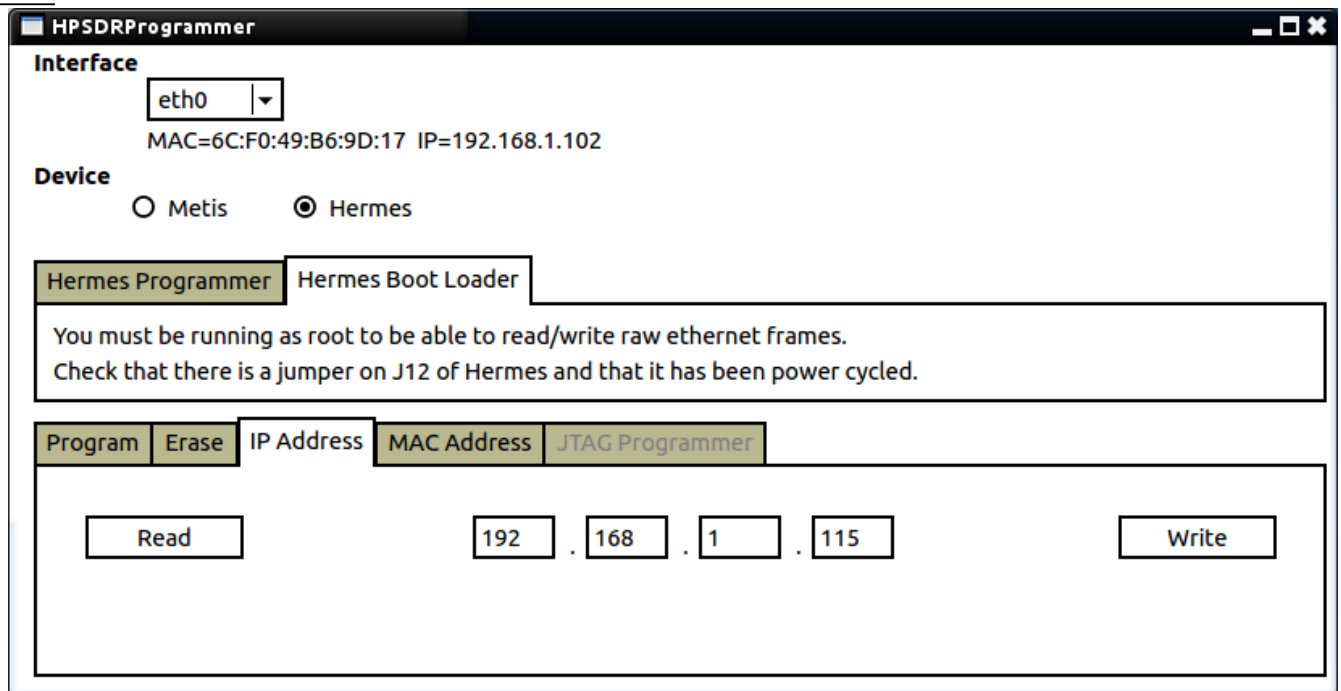 HPSDRProgrammer
Interface
eth0
MAC=6C:F0:49:B6:9D:17 IP=192.168.1.102
Device
Metis Hermes
Hermes Programmer Hermes Boot Loader
You must be running as root to be able to read/write raw ethernet frames.
Check that there is a jumper on J12 of Hermes and that it has been power cycled.
Program Erase IP Address MAC Address JTAG Programmer
Read 192 . 168 . 1 . 115 Write